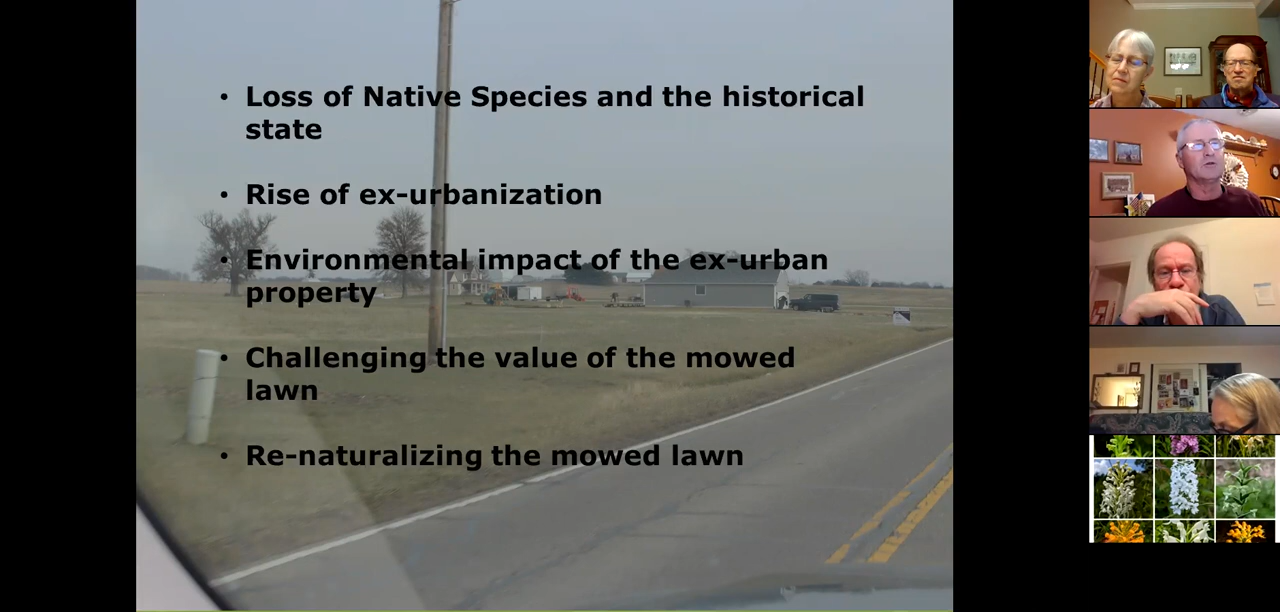 • Loss of Native Species and the historical
state
• Rise of ex-urbanization
• Environmental impact of the ex-urban
property
• Challenging the value of the mowed
lawn
• Re-naturalizing the mowed lawn